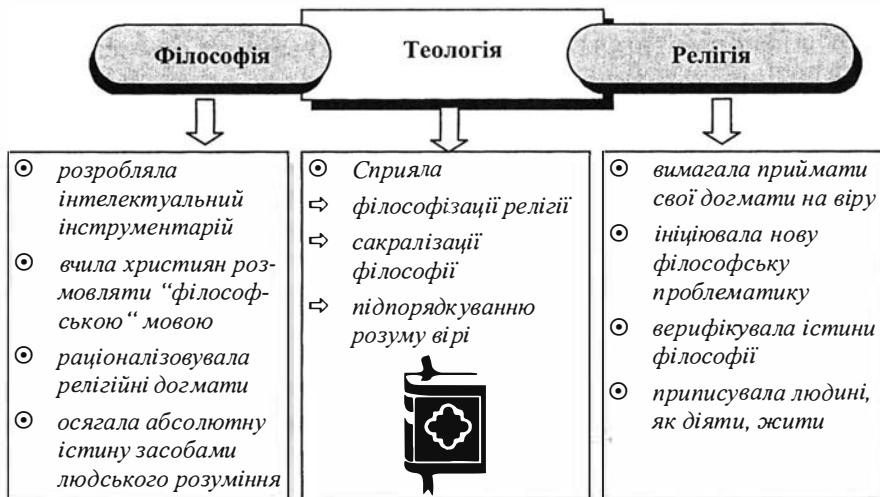 Філософія
Теологія
Релігія
розробляла
інтелектуальний
інструментарій
вчила християн роз-
мовляти “філософ-
ською“ мовою
раціоналізовувала
релігійні догмати
осягала абсолютну
істину засобами
людського розуміння
Сприяла
філософізації релігії
сакралізації
філософії
підпорядкуванню
розуму вірі
вимагала приймати
свої догмати на віру
ініціювала нову
філософську
проблематику
верифікувала істини
філософії
приписувала людині,
як діяти, жити